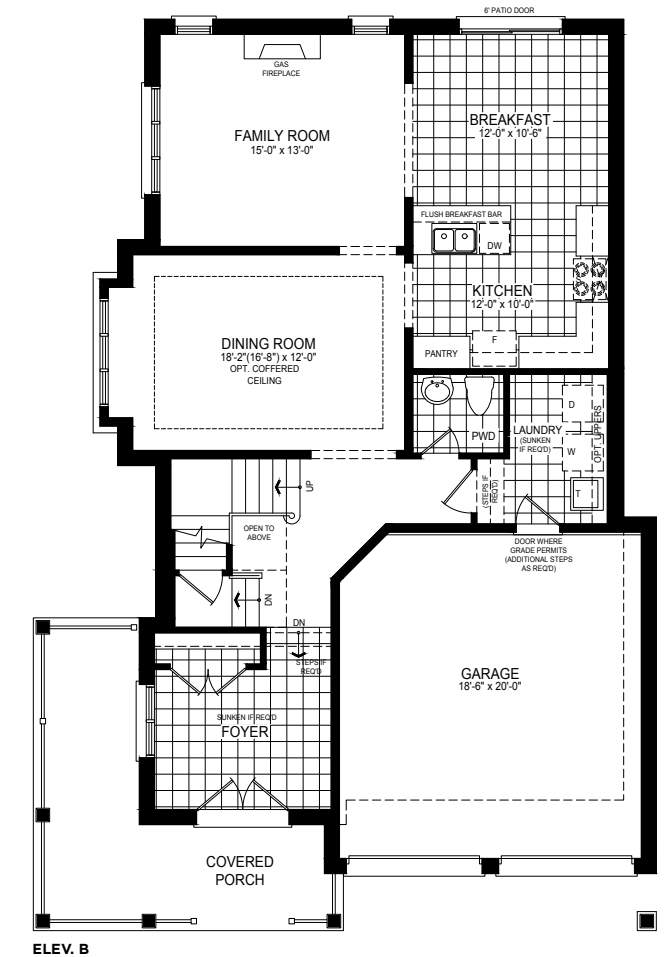 6' PATIO DOOR
GAS
FIREPLACE
FAMILY ROOM
15'-0" x 13'-0"
BREAKFAST
12'-0" x 10'-6"
FLUSH BREAKFAST BAR
DW
KITCHEN
12'-0" x 10'-0"
F
PANTRY
DINING ROOM
18'-2"(16'-8") x 12'-0"
OPT. COFFERED
CEILING
PWD
LAUNDRY
(SUNKEN
IF REQ'D)
D
W
T
OPT. UPPERS
(STEPS IF
REQ'D)
UP
OPEN TO
ABOVE
DN
DN
STEPS IF
REQ'D
DOOR WHERE
GRADE PERMITS
(ADDITIONAL STEPS
AS REQ'D)
GARAGE
18'-6" x 20'-0"
SUNKEN IF REQ'D
FOYER
COVERED
PORCH
ELEV. B